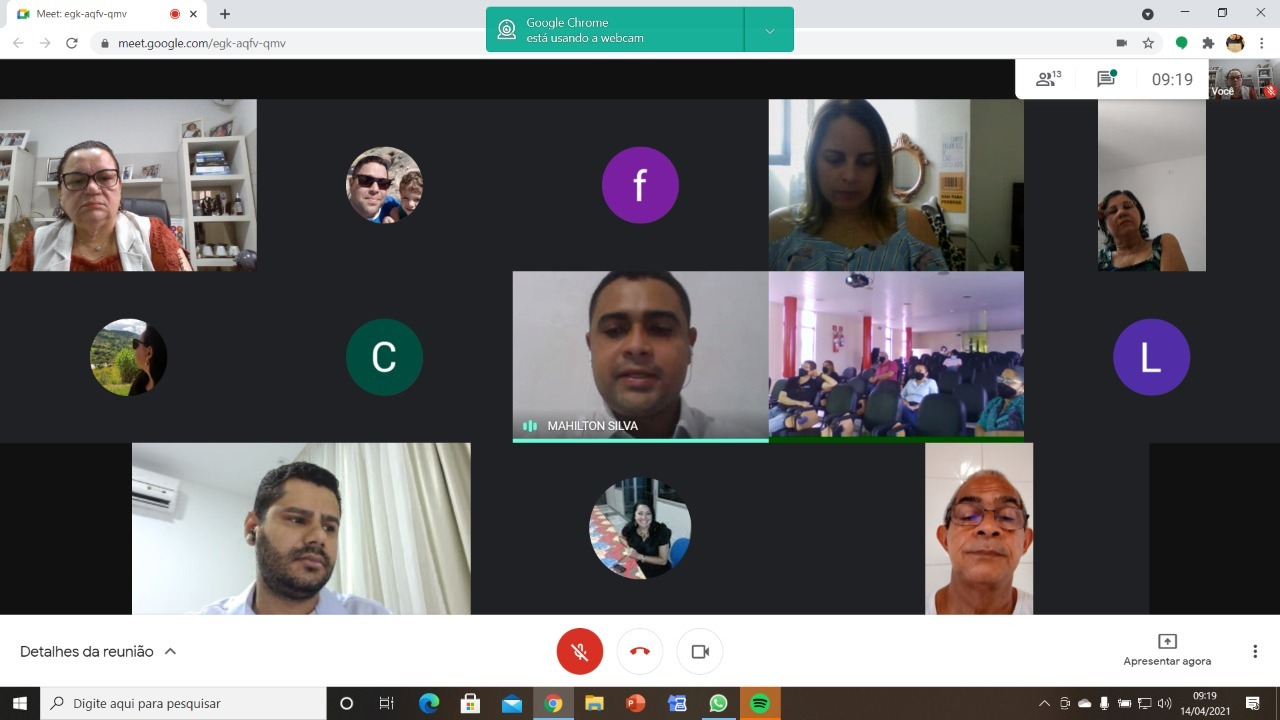 Meet: egk-aqfv-qmv
Google Chrome
está usando a webcam
meet.google.com/egk-aqfv-qmv
13
09:19
Você
f
C
L
MAHILTON SILVA
Detalhes da reunião
Apresentar agora
Digite aqui para pesquisar
09:19
14/04/2021